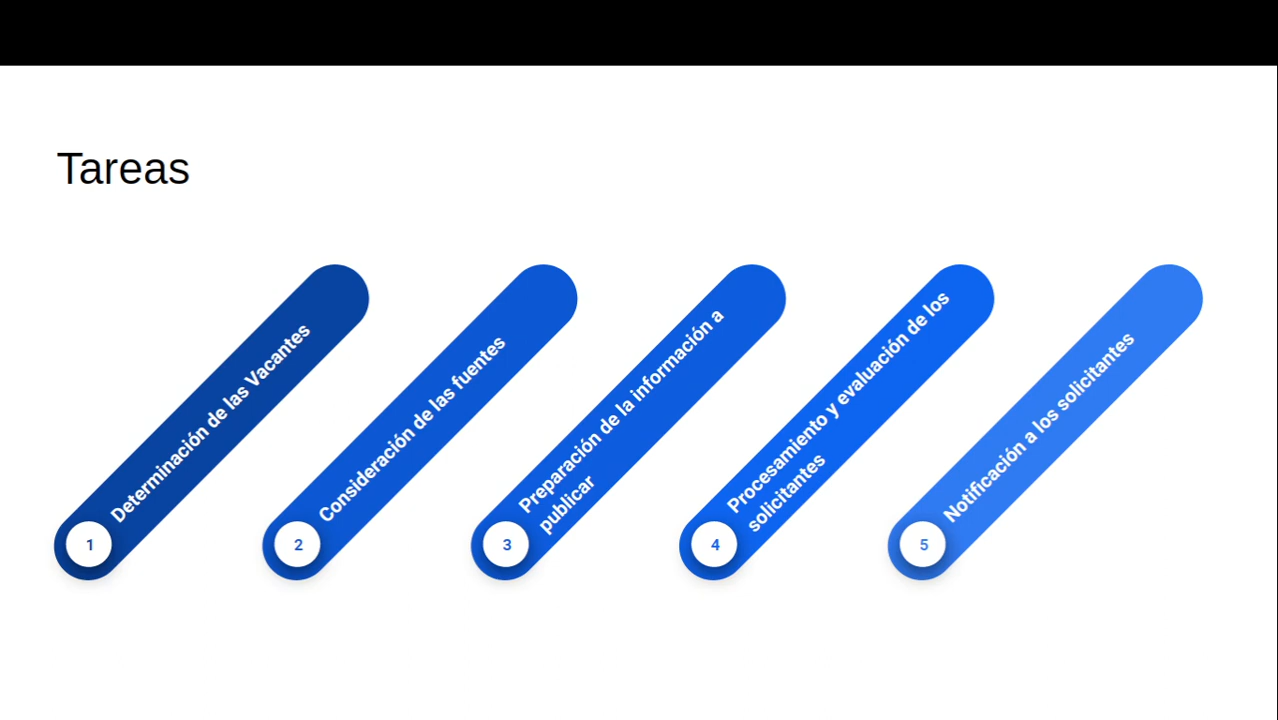 Tareas
1
Determinación de las Vacantes
2
Consideración de las fuentes
3
Preparación de la información a
publicar
4
Procesamiento y evaluación de los
solicitantes
5
Notificación a los solicitantes